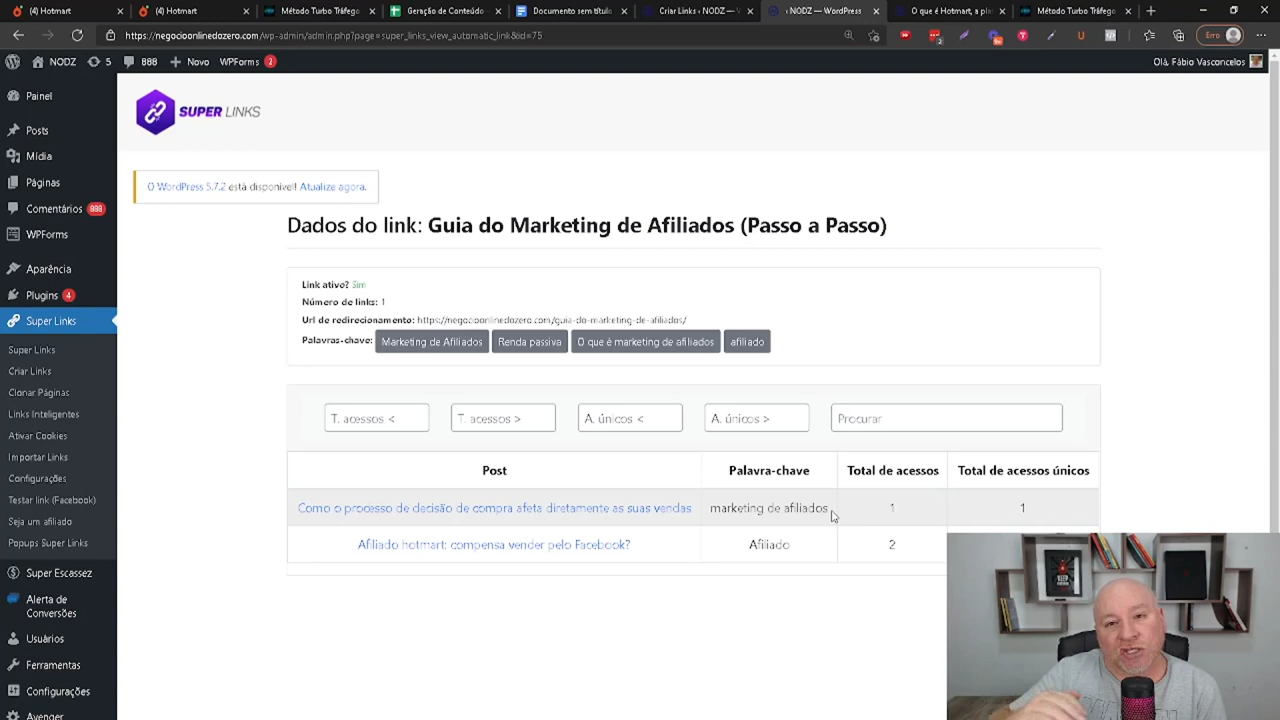 (4) Hotmart
(4) Hotmart
Método Turbo Tráfego
Geração de Conteúdo
Documento sem título
Criar Links ‹ NODZ — V
‹ NODZ — WordPress
O que é Hotmart, a pla
Método Turbo Tráfego
https://negocioonlinedozero.com/wp-admin/admin.php?page=super_links_view_automatic_link&id=75
Erro
NODZ
5
888
Novo
WPForms 2
Olá, Fábio Vasconcelos
Painel
Posts
Mídia
Páginas
Comentários 888
WPForms
Aparência
Plugins 4
Super Links
Super Links
Criar Links
Clonar Páginas
Links Inteligentes
Ativar Cookies
Importar Links
Configurações
Testar link (Facebook)
Seja um afiliado
Popups Super Links
Super Escassez
Alerta de
Conversões
Usuários
Ferramentas
Configurações
Avenger
SUPER LINKS
O WordPress 5.7.2 está disponível! Atualize agora.
Dados do link: Guia do Marketing de Afiliados (Passo a Passo)
Link ativo? Sim
Número de links: 1
Url de redirecionamento: https://negocioonlinedozero.com/guia-do-marketing-de-afiliados/
Palavras-chave: Marketing de Afiliados Renda passiva O que é marketing de afiliados afiliado
T. acessos < T. acessos > A. únicos < A. únicos > Procurar
Post Palavra-chave Total de acessos Total de acessos únicos
Como o processo de decisão de compra afeta diretamente as suas vendas marketing de afiliados 1 1
Afiliado hotmart: compensa vender pelo Facebook? Afiliado 2